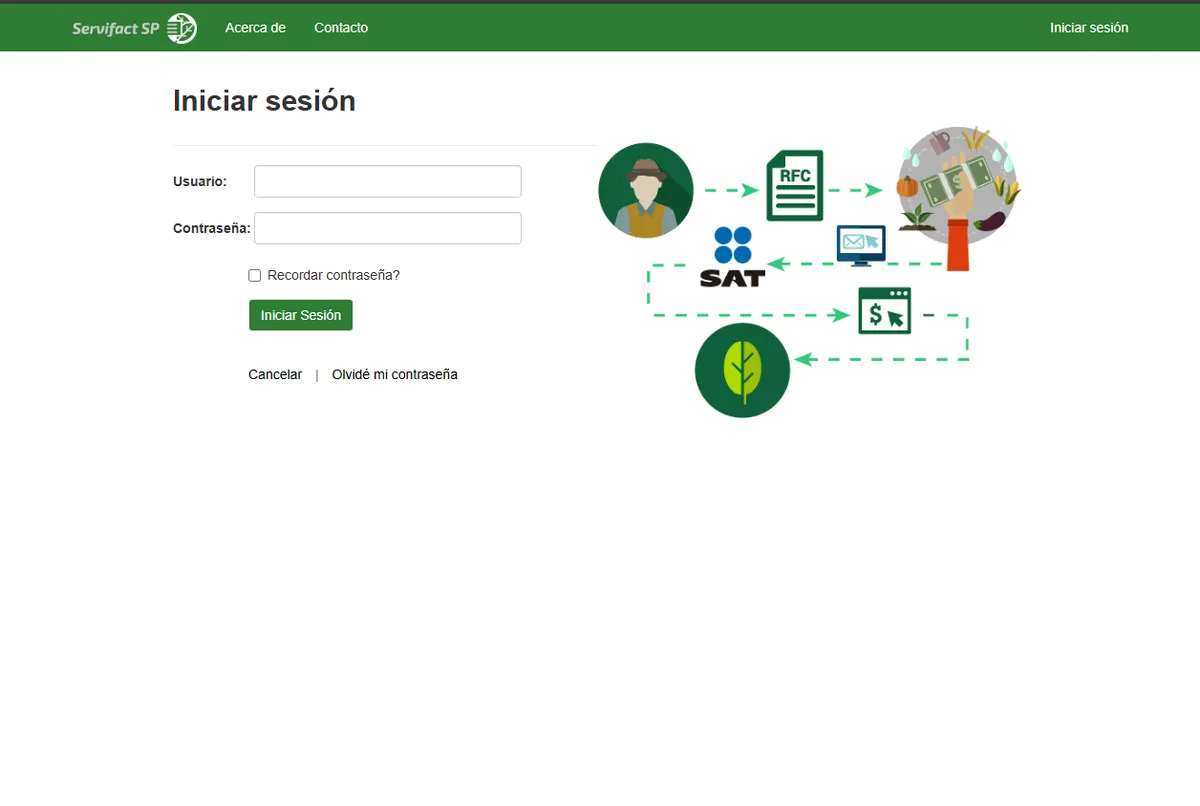 Servifact SP Acerca de Contacto Iniciar sesión
Iniciar sesión
Usuario:
Contraseña:
Recordar contraseña?
Iniciar Sesión
Cancelar | Olvidé mi contraseña
RFC
$
SAT
$